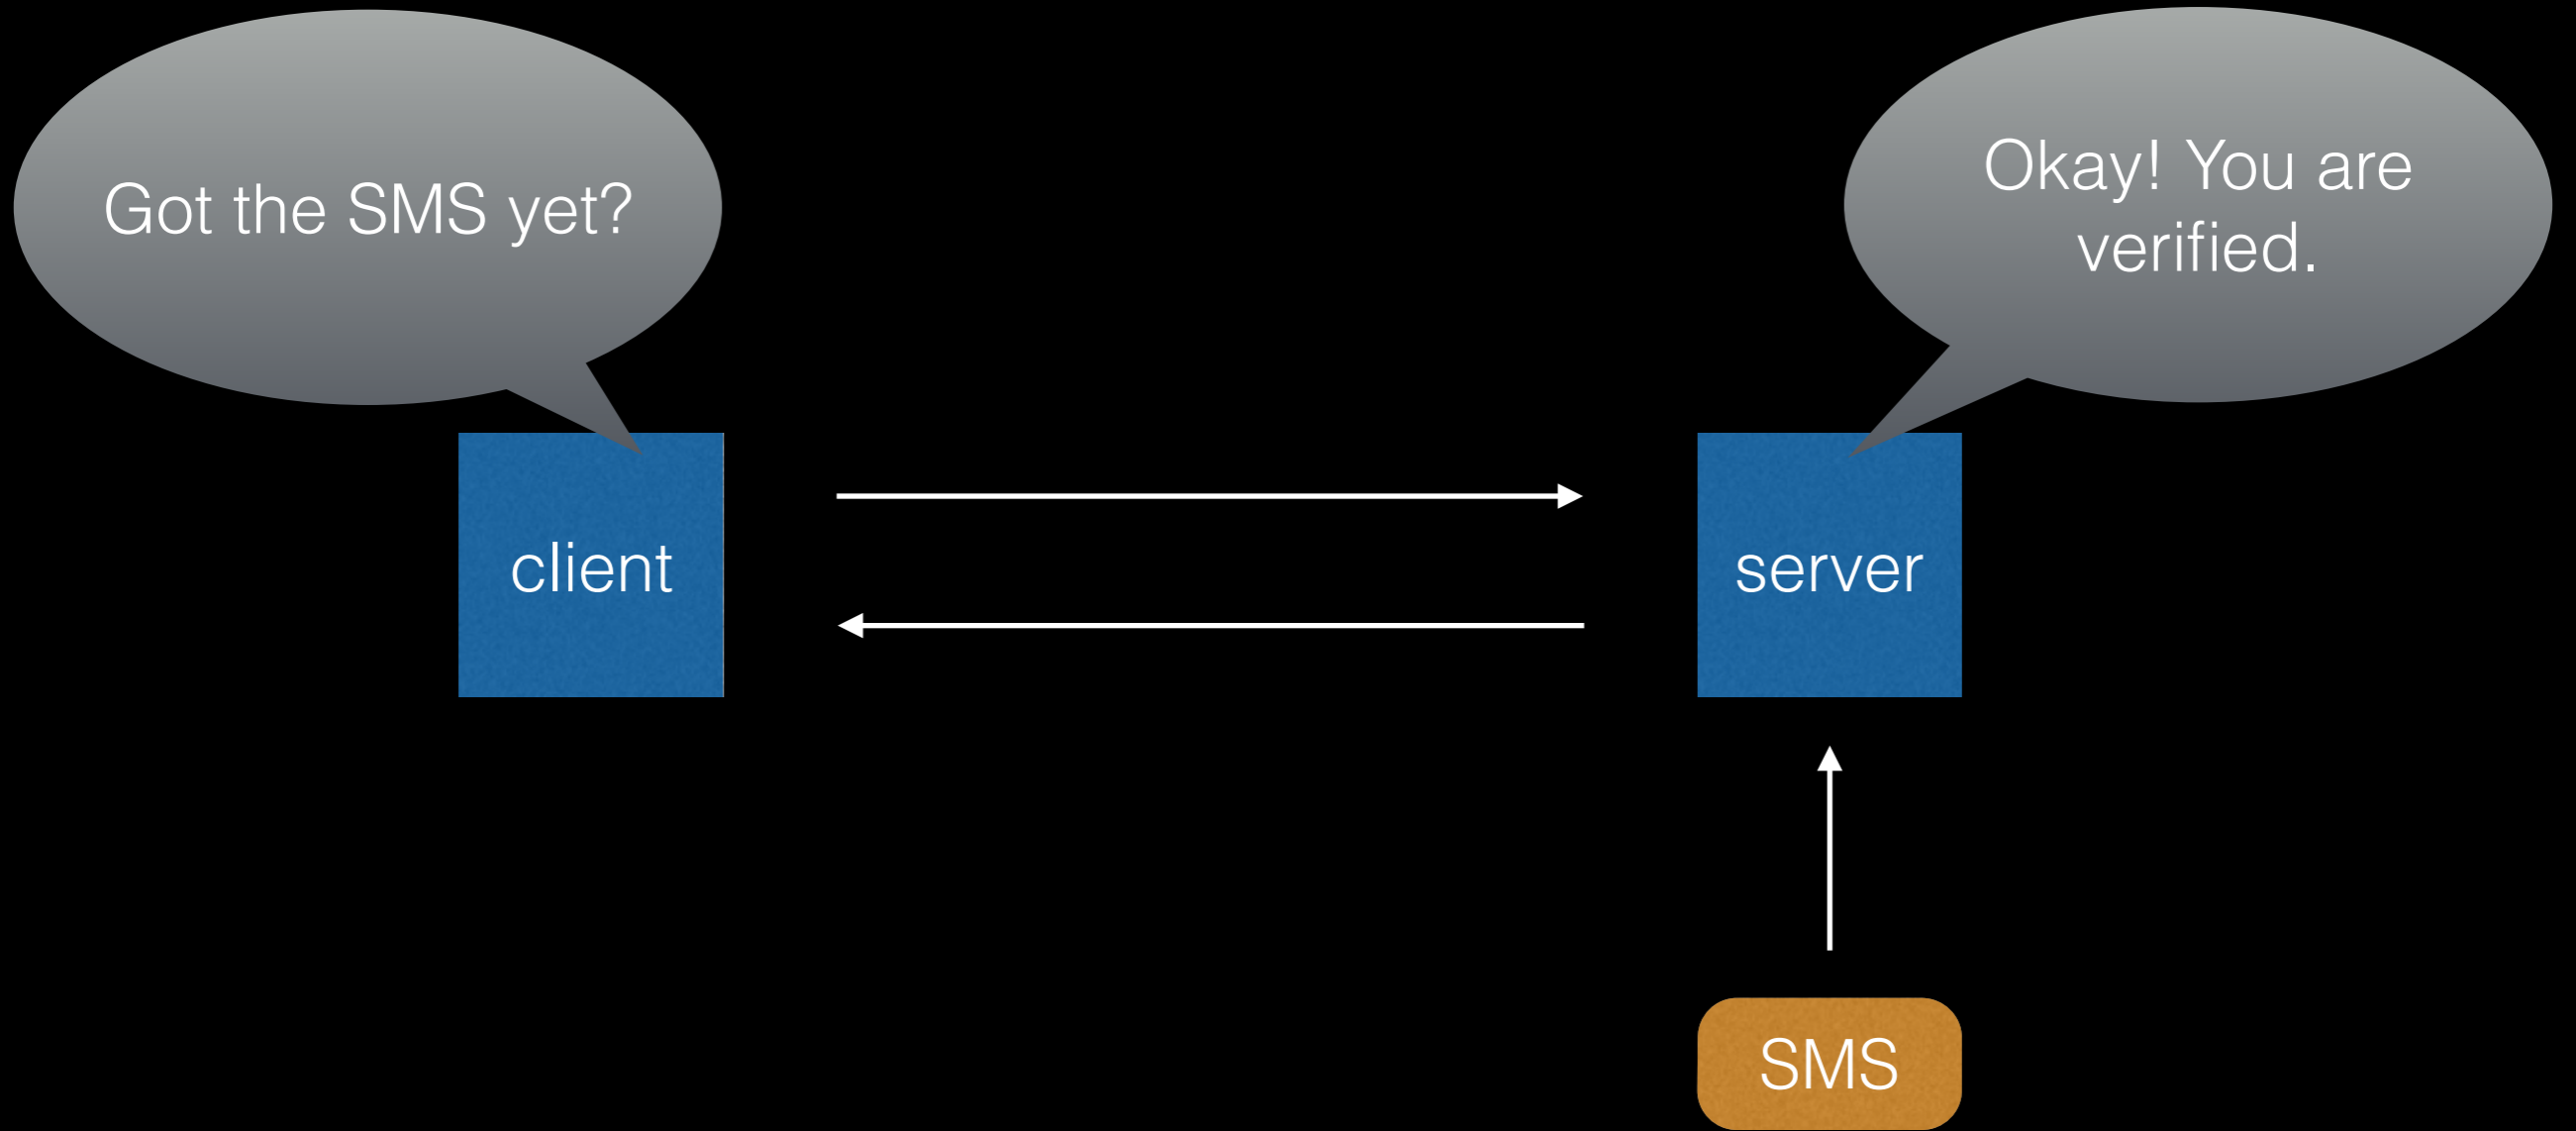 Got the SMS yet?
Okay! You are
verified.
client
server
SMS